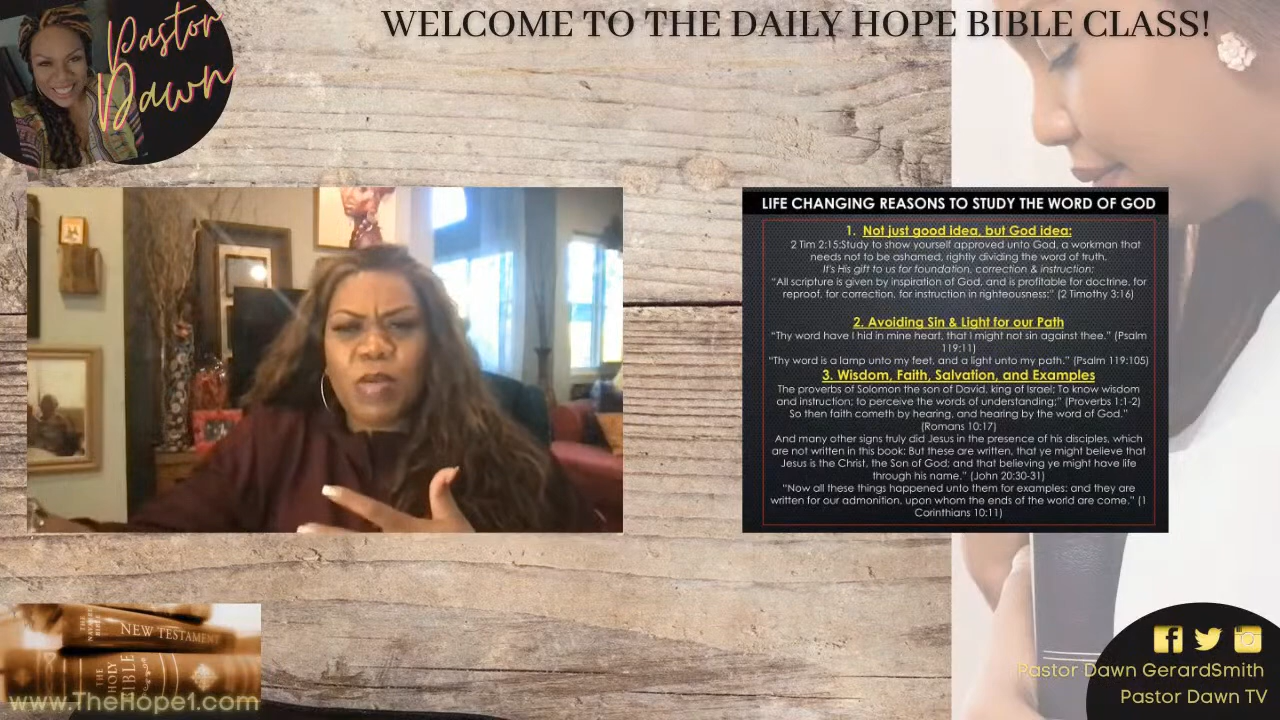 WELCOME TO THE DAILY HOPE BIBLE CLASS!
Pastor
Dawn
LIFE CHANGING REASONS TO STUDY THE WORD OF GOD
1. Not just good idea, but God idea:
2 Tim 2:15:Study to show yourself approved unto God, a workman that
needs not to be ashamed, rightly dividing the word of truth.
It's His gift to us for foundation, correction & instruction:
"All scripture is given by inspiration of God, and is profitable for doctrine, for
reproof, for correction, for instruction in righteousness:" (2 Timothy 3:16)
2. Avoiding Sin & Light for our Path
"Thy word have I hid in mine heart, that I might not sin against thee." (Psalm
119:11)
"Thy word is a lamp unto my feet, and a light unto my path." (Psalm 119:105)
3. Wisdom, Faith, Salvation, and Examples
The proverbs of Solomon the son of David, king of Israel; To know wisdom
and instruction; to perceive the words of understanding;" (Proverbs 1:1-2)
So then faith cometh by hearing, and hearing by the word of God."
(Romans 10:17)
And many other signs truly did Jesus in the presence of his disciples, which
are not written in this book: But these are written, that ye might believe that
Jesus is the Christ, the Son of God; and that believing ye might have life
through his name." (John 20:30-31)
"Now all these things happened unto them for examples: and they are
written for our admonition, upon whom the ends of the world are come." (1
Corinthians 10:11)
NEW TESTAMENT
THE
HOLY
BIBLE
www.TheHope1.com
Pastor Dawn GerardSmith
Pastor Dawn TV